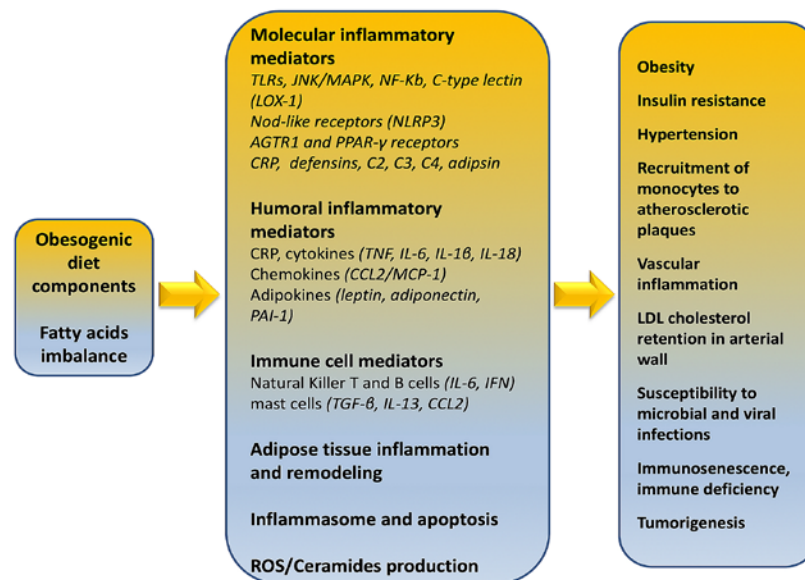 Obesogenic
diet
components
Fatty acids
imbalance
Molecular inflammatory
mediators
TLRs, JNK/MAPK, NF-Kb, C-type lectin
(LOX-1)
Nod-like receptors (NLRP3)
AGTR1 and PPAR-γ receptors
CRP, defensins, C2, C3, C4, adipsin
Humoral inflammatory
mediators
CRP, cytokines (TNF, IL-6, IL-1β, IL-18)
Chemokines (CCL2/MCP-1)
Adipokines (leptin, adiponectin,
PAI-1)
Immune cell mediators
Natural Killer T and B cells (IL-6, IFN)
mast cells (TGF-β, IL-13, CCL2)
Adipose tissue inflammation
and remodeling
Inflammasome and apoptosis
ROS/Ceramides production
Obesity
Insulin resistance
Hypertension
Recruitment of
monocytes to
atherosclerotic
plaques
Vascular
inflammation
LDL cholesterol
retention in arterial
wall
Susceptibility to
microbial and viral
infections
Immunosenescence,
immune deficiency
Tumorigenesis